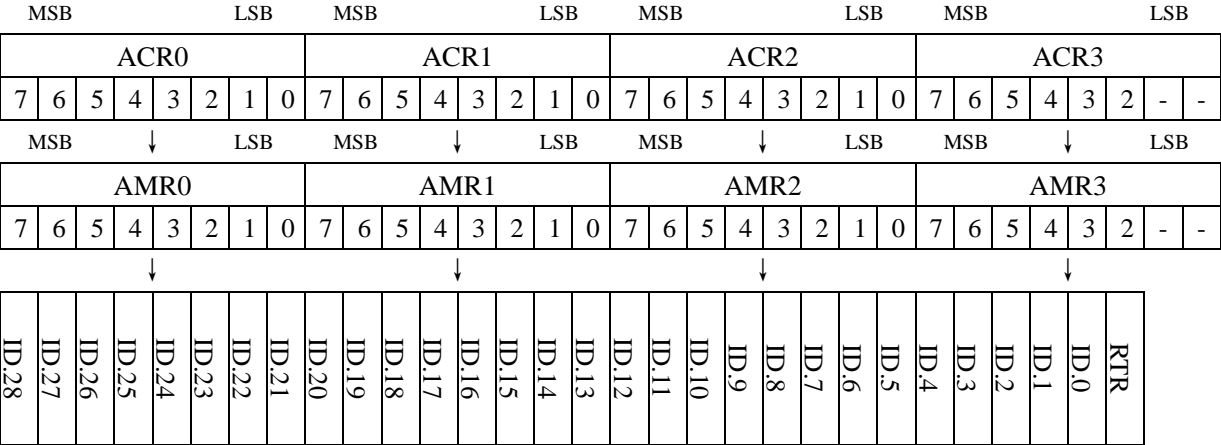 MSB LSB MSB LSB MSB LSB MSB LSB
ACR0 ACR1 ACR2 ACR3
7 6 5 4 3 2 1 0 7 6 5 4 3 2 1 0 7 6 5 4 3 2 1 0 7 6 5 4 3 2 - -
MSB LSB MSB LSB MSB LSB MSB LSB
AMR0 AMR1 AMR2 AMR3
7 6 5 4 3 2 1 0 7 6 5 4 3 2 1 0 7 6 5 4 3 2 1 0 7 6 5 4 3 2 - -
ID.28 ID.27 ID.26 ID.25 ID.24 ID.23 ID.22 ID.21 ID.20 ID.19 ID.18 ID.17 ID.16 ID.15 ID.14 ID.13 ID.12 ID.11 ID.10 ID.9 ID.8 ID.7 ID.6 ID.5 ID.4 ID.3 ID.2 ID.1 ID.0 RTR